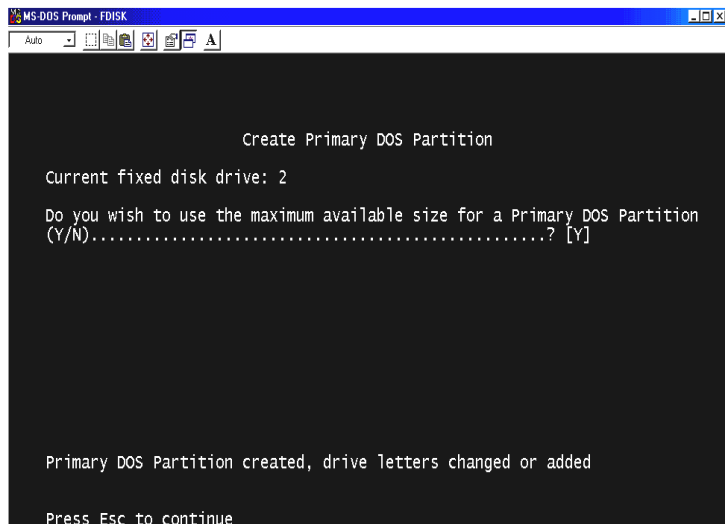 MS-DOS Prompt - FDISK
Auto
A
Create Primary DOS Partition
Current fixed disk drive: 2
Do you wish to use the maximum available size for a Primary DOS Partition
(Y/N)...................................................? [Y]
Primary DOS Partition created, drive letters changed or added
Press Esc to continue